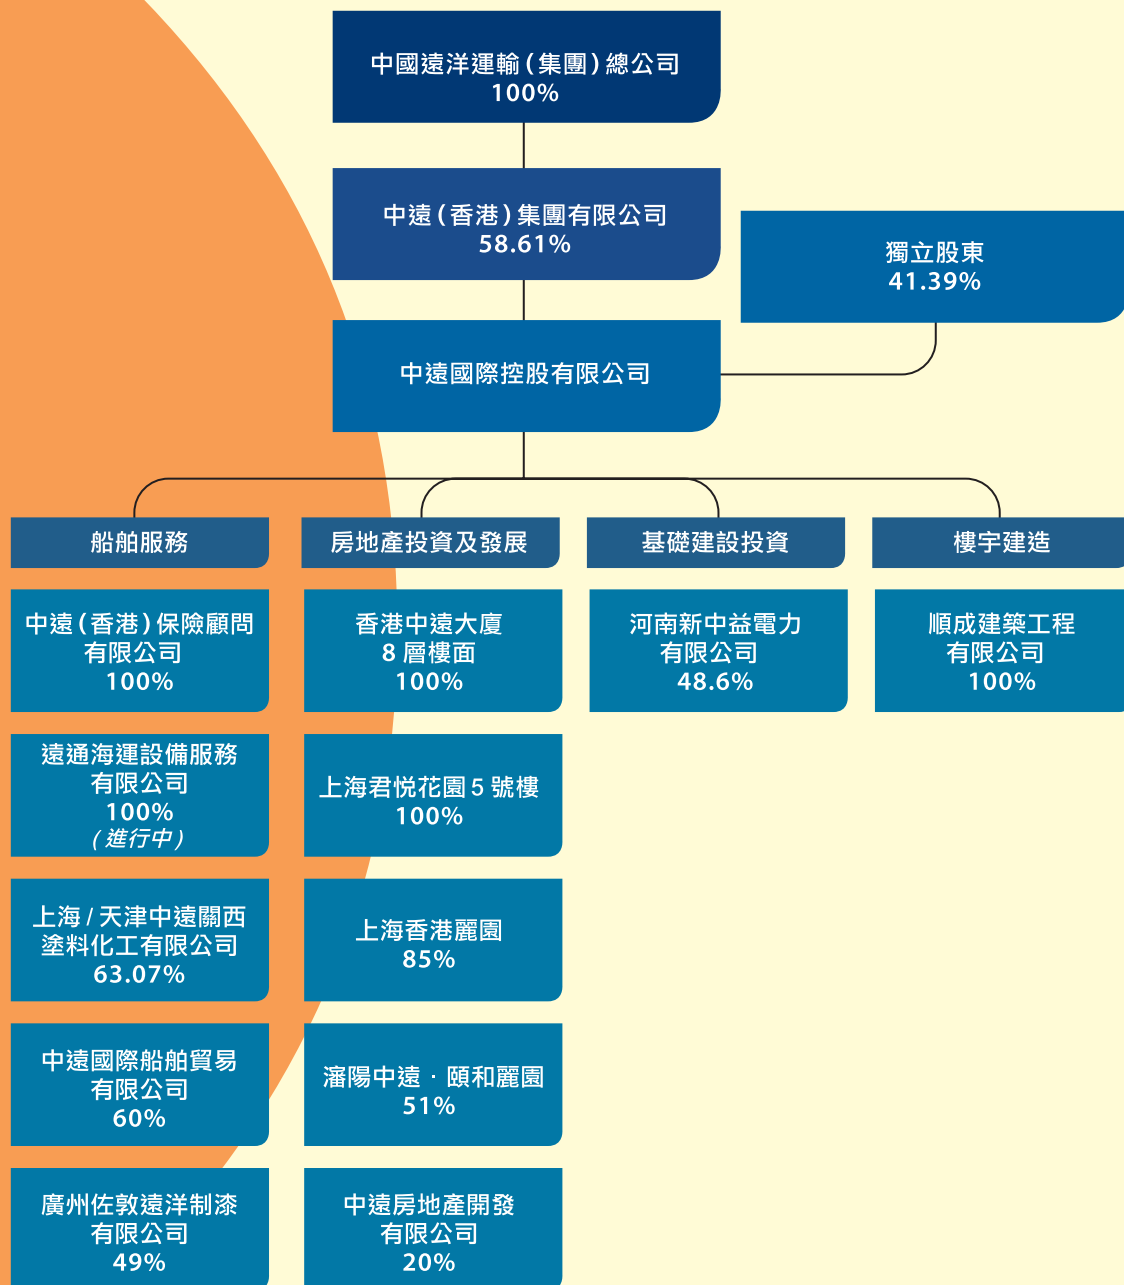 中國遠洋運輸(集團)總公司
100%
中遠(香港)集團有限公司
58.61%
獨立股東
41.39%
中遠國際控股有限公司
船舶服務
房地產投資及發展
基礎建設投資
樓宇建造
中遠(香港)保險顧問
有限公司
100%
香港中遠大廈
8 層樓面
100%
河南新中益電力
有限公司
48.6%
順成建築工程
有限公司
100%
遠通海運設備服務
有限公司
100%
(進行中)
上海君悅花園 5 號樓
100%
上海/天津中遠關西
塗料化工有限公司
63.07%
上海香港麗園
85%
中遠國際船舶貿易
有限公司
60%
瀋陽中遠．頤和麗園
51%
廣州佐敦遠洋制漆
有限公司
49%
中遠房地產開發
有限公司
20%